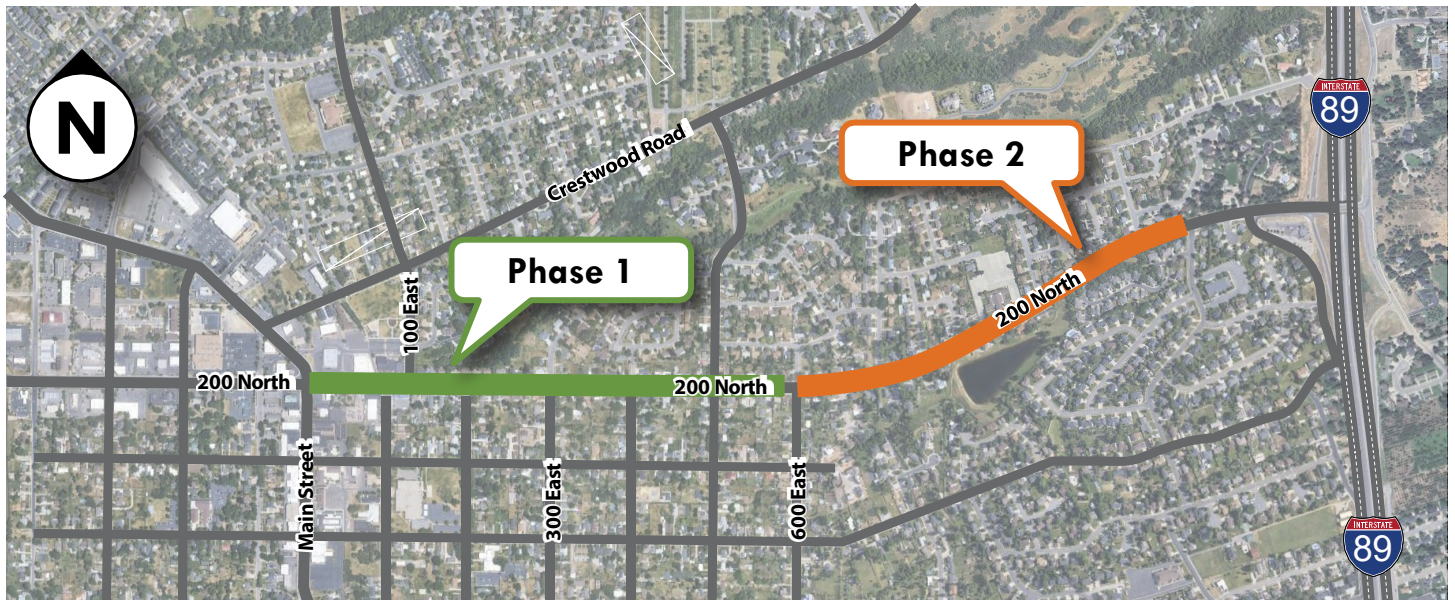 N
INTERSTATE
89
Crestwood Road
Phase 2
Phase 1
100 East
200 North
200 North
200 North
Main Street
300 East
600 East
INTERSTATE
89